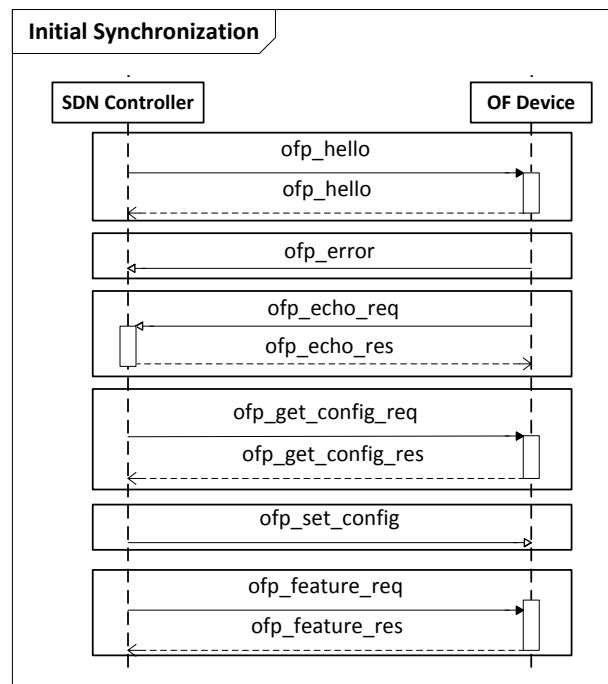 Initial Synchronization
SDN Controller
OF Device
ofp_hello
ofp_hello
ofp_error
ofp_echo_req
ofp_echo_res
ofp_get_config_req
ofp_get_config_res
ofp_set_config
ofp_feature_req
ofp_feature_res